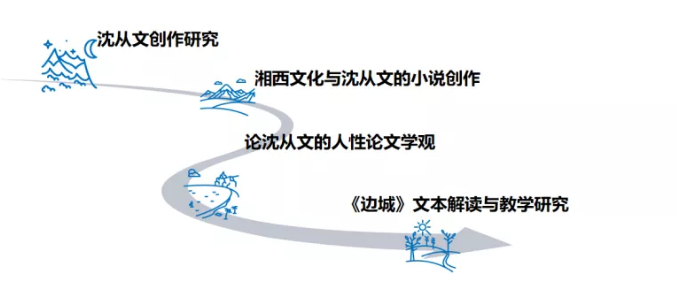 沈从文创作研究
湘西文化与沈从文的小说创作
论沈从文的人性论文学观
《边城》文本解读与教学研究